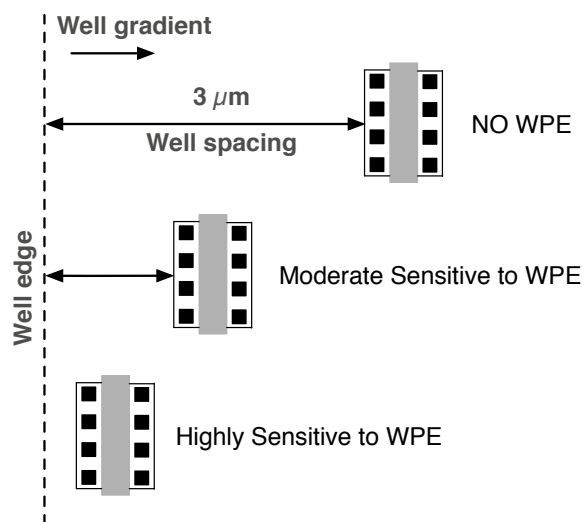 Well gradient
3 μm
Well spacing
NO WPE
Well edge
Moderate Sensitive to WPE
Highly Sensitive to WPE